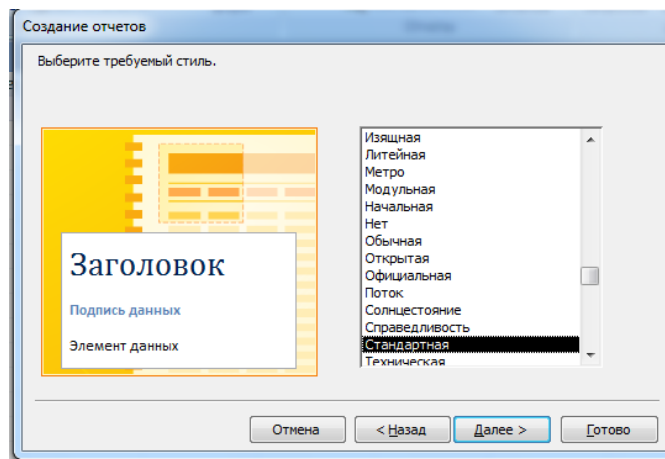 Создание отчетов
Выберите требуемый стиль.
Заголовок
Подпись данных
Элемент данных
Изящная
Литейная
Метро
Модульная
Начальная
Нет
Обычная
Открытая
Официальная
Поток
Солнцестояние
Справедливость
Стандартная
Техническая
Отмена
< Назад
Далее >
Готово